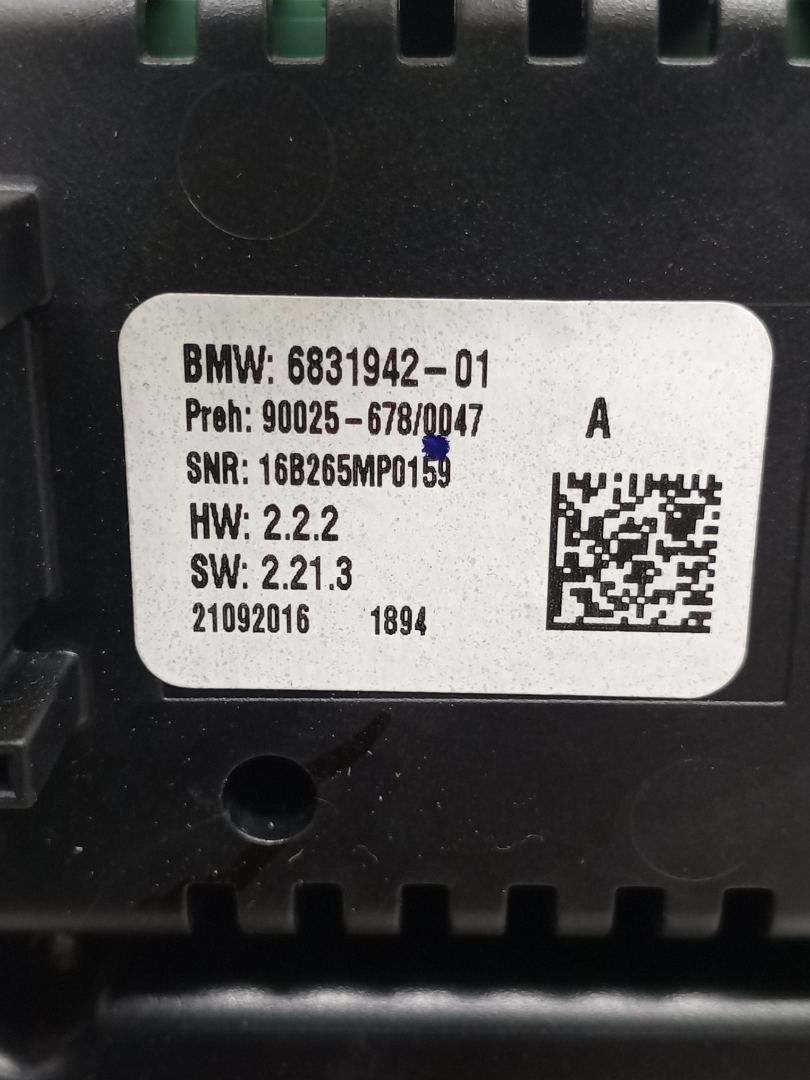 BMW: 6831942-01
Preh: 90025-678/0047
A
SNR: 16B265MP0159
HW: 2.2.2
SW: 2.21.3
21092016 1894